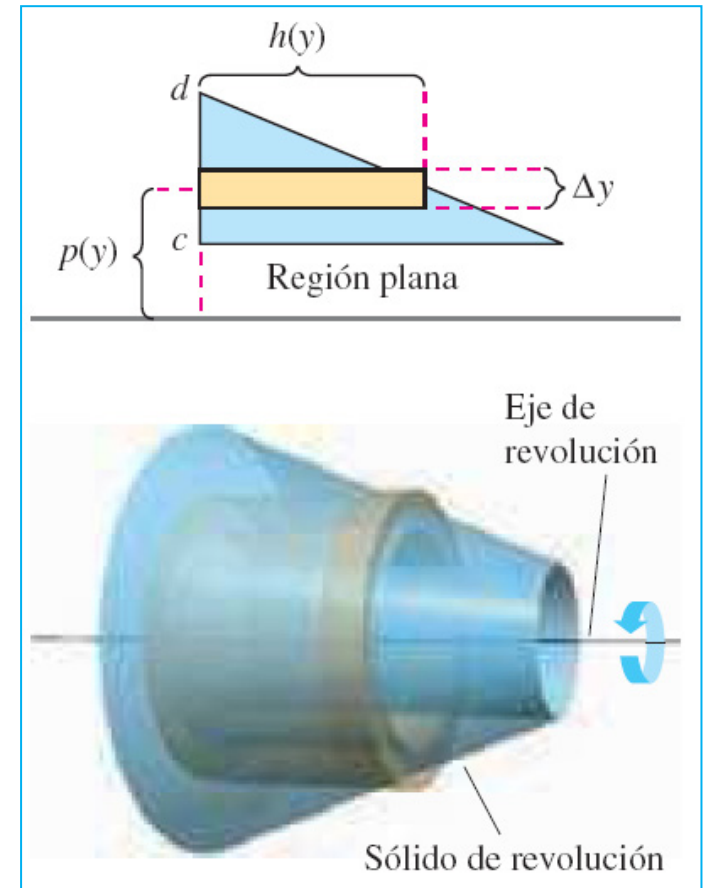 h(y)
d
Δy
p(y)
c
Región plana
Eje de
revolución
Sólido de revolución